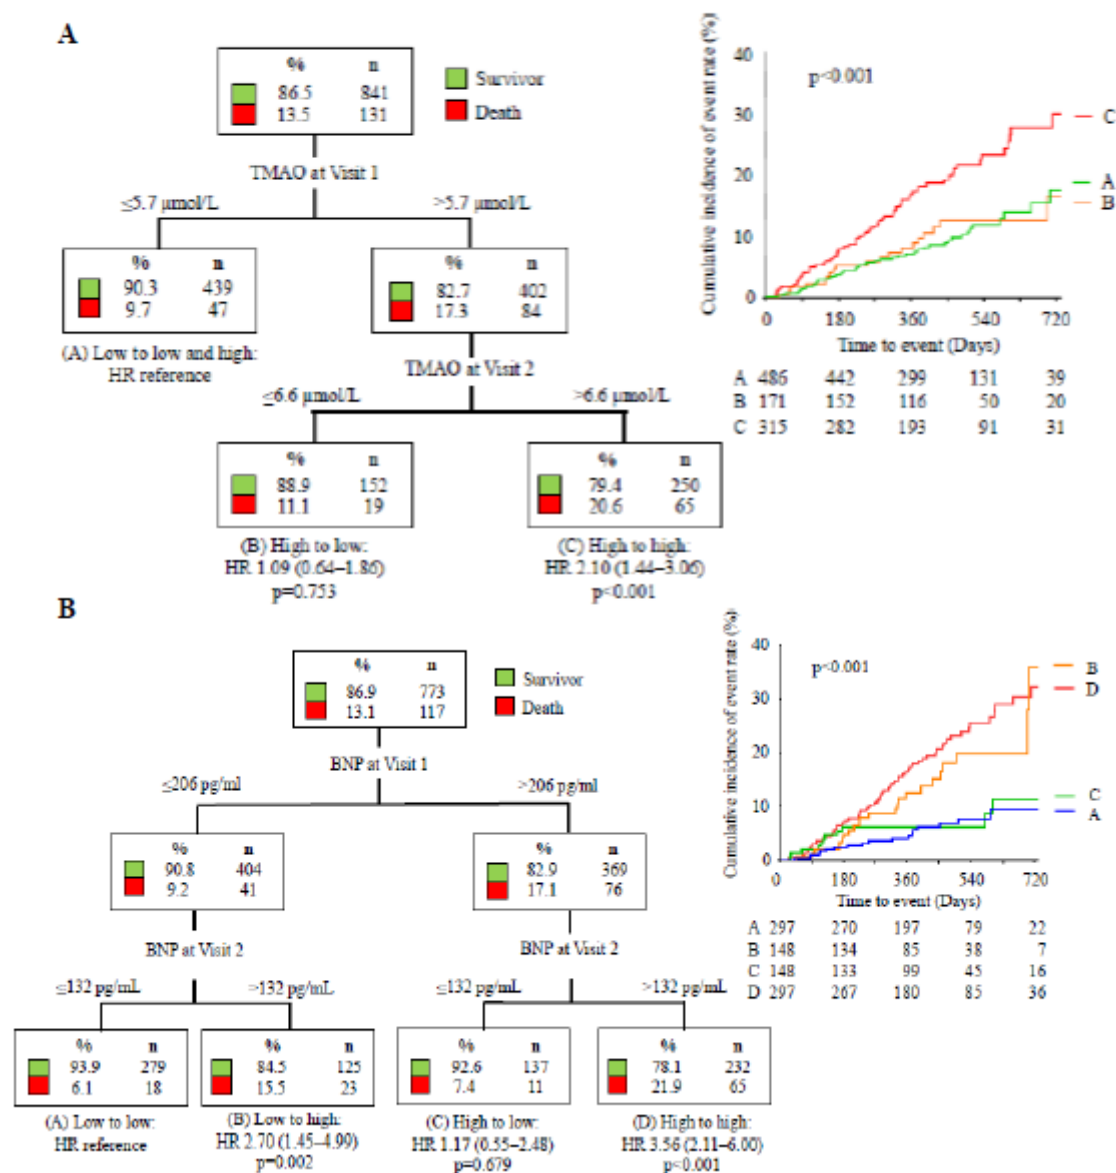 A
% n
86.5 841
13.5 131
Survivor
Death
TMAO at Visit 1
≤5.7 μmol/L
>5.7 μmol/L
% n
90.3 439
9.7 47
% n
82.7 402
17.3 84
(A) Low to low and high:
HR reference
TMAO at Visit 2
≤6.6 μmol/L
>6.6 μmol/L
% n
88.9 152
11.1 19
% n
79.4 250
20.6 65
(B) High to low:
HR 1.09 (0.64–1.86)
p=0.753
(C) High to high:
HR 2.10 (1.44–3.06)
p<0.001
Cumulative incidence of event rate (%)
40
30
20
10
0
p<0.001
C
A
B
0 180 360 540 720
Time to event (Days)
A 486 442 299 131 39
B 171 152 116 50 20
C 315 282 193 91 31
B
% n
86.9 773
13.1 117
Survivor
Death
BNP at Visit 1
≤206 pg/ml
>206 pg/ml
% n
90.8 404
9.2 41
% n
82.9 369
17.1 76
BNP at Visit 2
BNP at Visit 2
≤132 pg/mL
>132 pg/mL
≤132 pg/mL
>132 pg/mL
% n
93.9 279
6.1 18
% n
84.5 125
15.5 23
% n
92.6 137
7.4 11
% n
78.1 232
21.9 65
(A) Low to low:
HR reference
(B) Low to high:
HR 2.70 (1.45–4.99)
p=0.002
(C) High to low:
HR 1.17 (0.55–2.48)
p=0.679
(D) High to high:
HR 3.56 (2.11–6.00)
p<0.001
Cumulative incidence of event rate (%)
40
30
20
10
0
p<0.001
B
D
C
A
0 180 360 540 720
Time to event (Days)
A 297 270 197 79 22
B 148 134 85 38 7
C 148 133 99 45 16
D 297 267 180 85 36